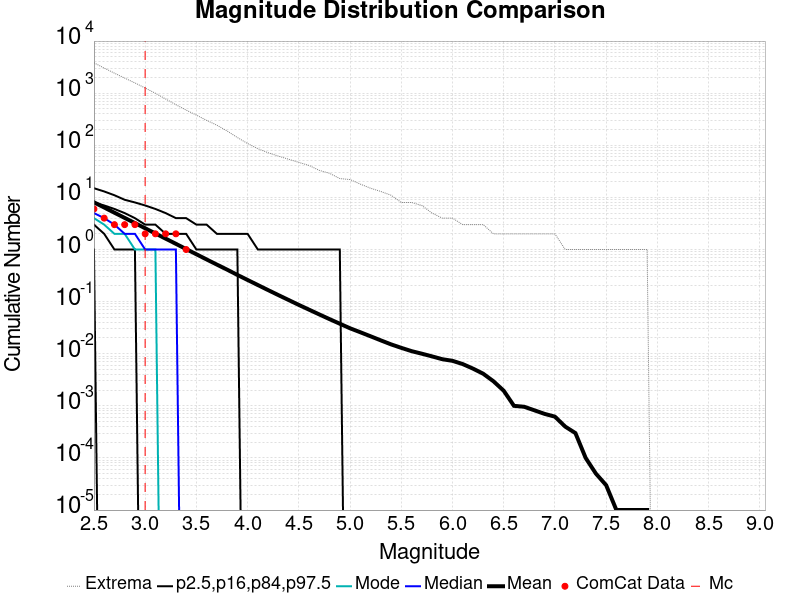 Magnitude Distribution Comparison
10^4
10^3
10^2
10^1
10^0
10^-1
10^-2
10^-3
10^-4
10^-5
Cumulative Number
2.5 3.0 3.5 4.0 4.5 5.0 5.5 6.0 6.5 7.0 7.5 8.0 8.5 9.0
Magnitude
Extrema p2.5,p16,p84,p97.5 Mode Median Mean ComCat Data Mc